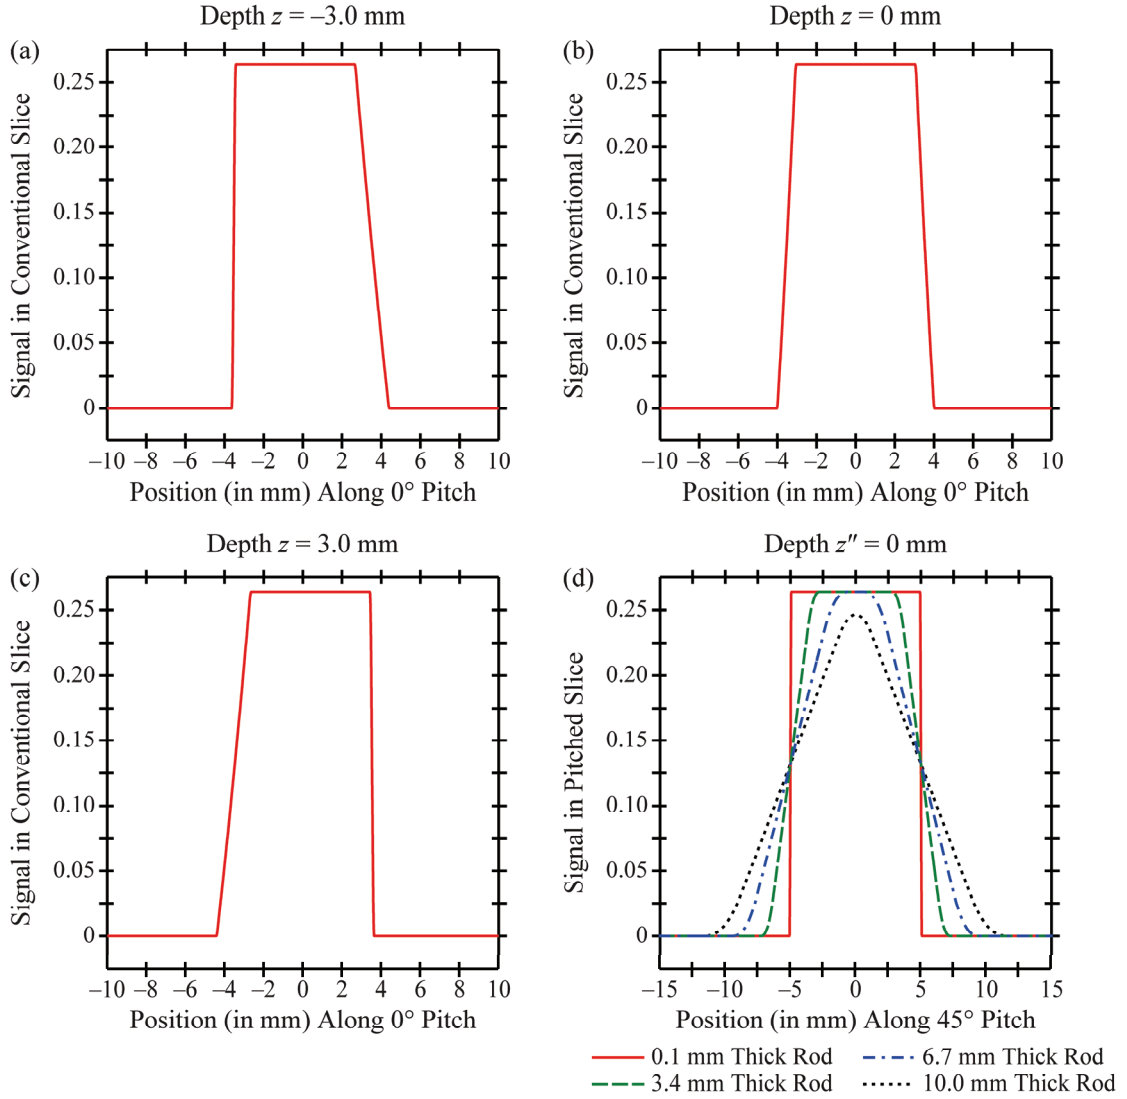 Depth z = –3.0 mm
(a)
Signal in Conventional Slice
0.25
0.20
0.15
0.10
0.05
0
–10 –8 –6 –4 –2 0 2 4 6 8 10
Position (in mm) Along 0° Pitch
Depth z = 0 mm
(b)
Signal in Conventional Slice
0.25
0.20
0.15
0.10
0.05
0
–10 –8 –6 –4 –2 0 2 4 6 8 10
Position (in mm) Along 0° Pitch
Depth z = 3.0 mm
(c)
Signal in Conventional Slice
0.25
0.20
0.15
0.10
0.05
0
–10 –8 –6 –4 –2 0 2 4 6 8 10
Position (in mm) Along 0° Pitch
Depth z″ = 0 mm
(d)
Signal in Pitched Slice
0.25
0.20
0.15
0.10
0.05
0
–15 –10 –5 0 5 10 15
Position (in mm) Along 45° Pitch
0.1 mm Thick Rod
6.7 mm Thick Rod
3.4 mm Thick Rod
10.0 mm Thick Rod